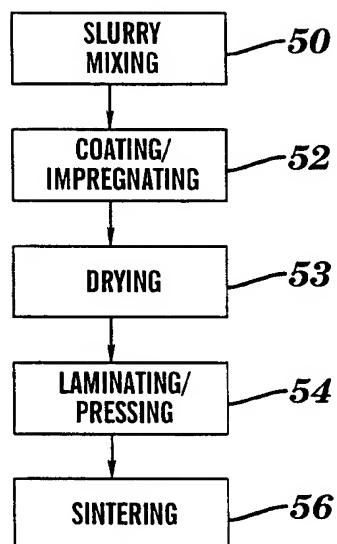 SLURRY
MIXING
50
COATING/
IMPREGNATING
52
DRYING
53
LAMINATING/
PRESSING
54
SINTERING
56